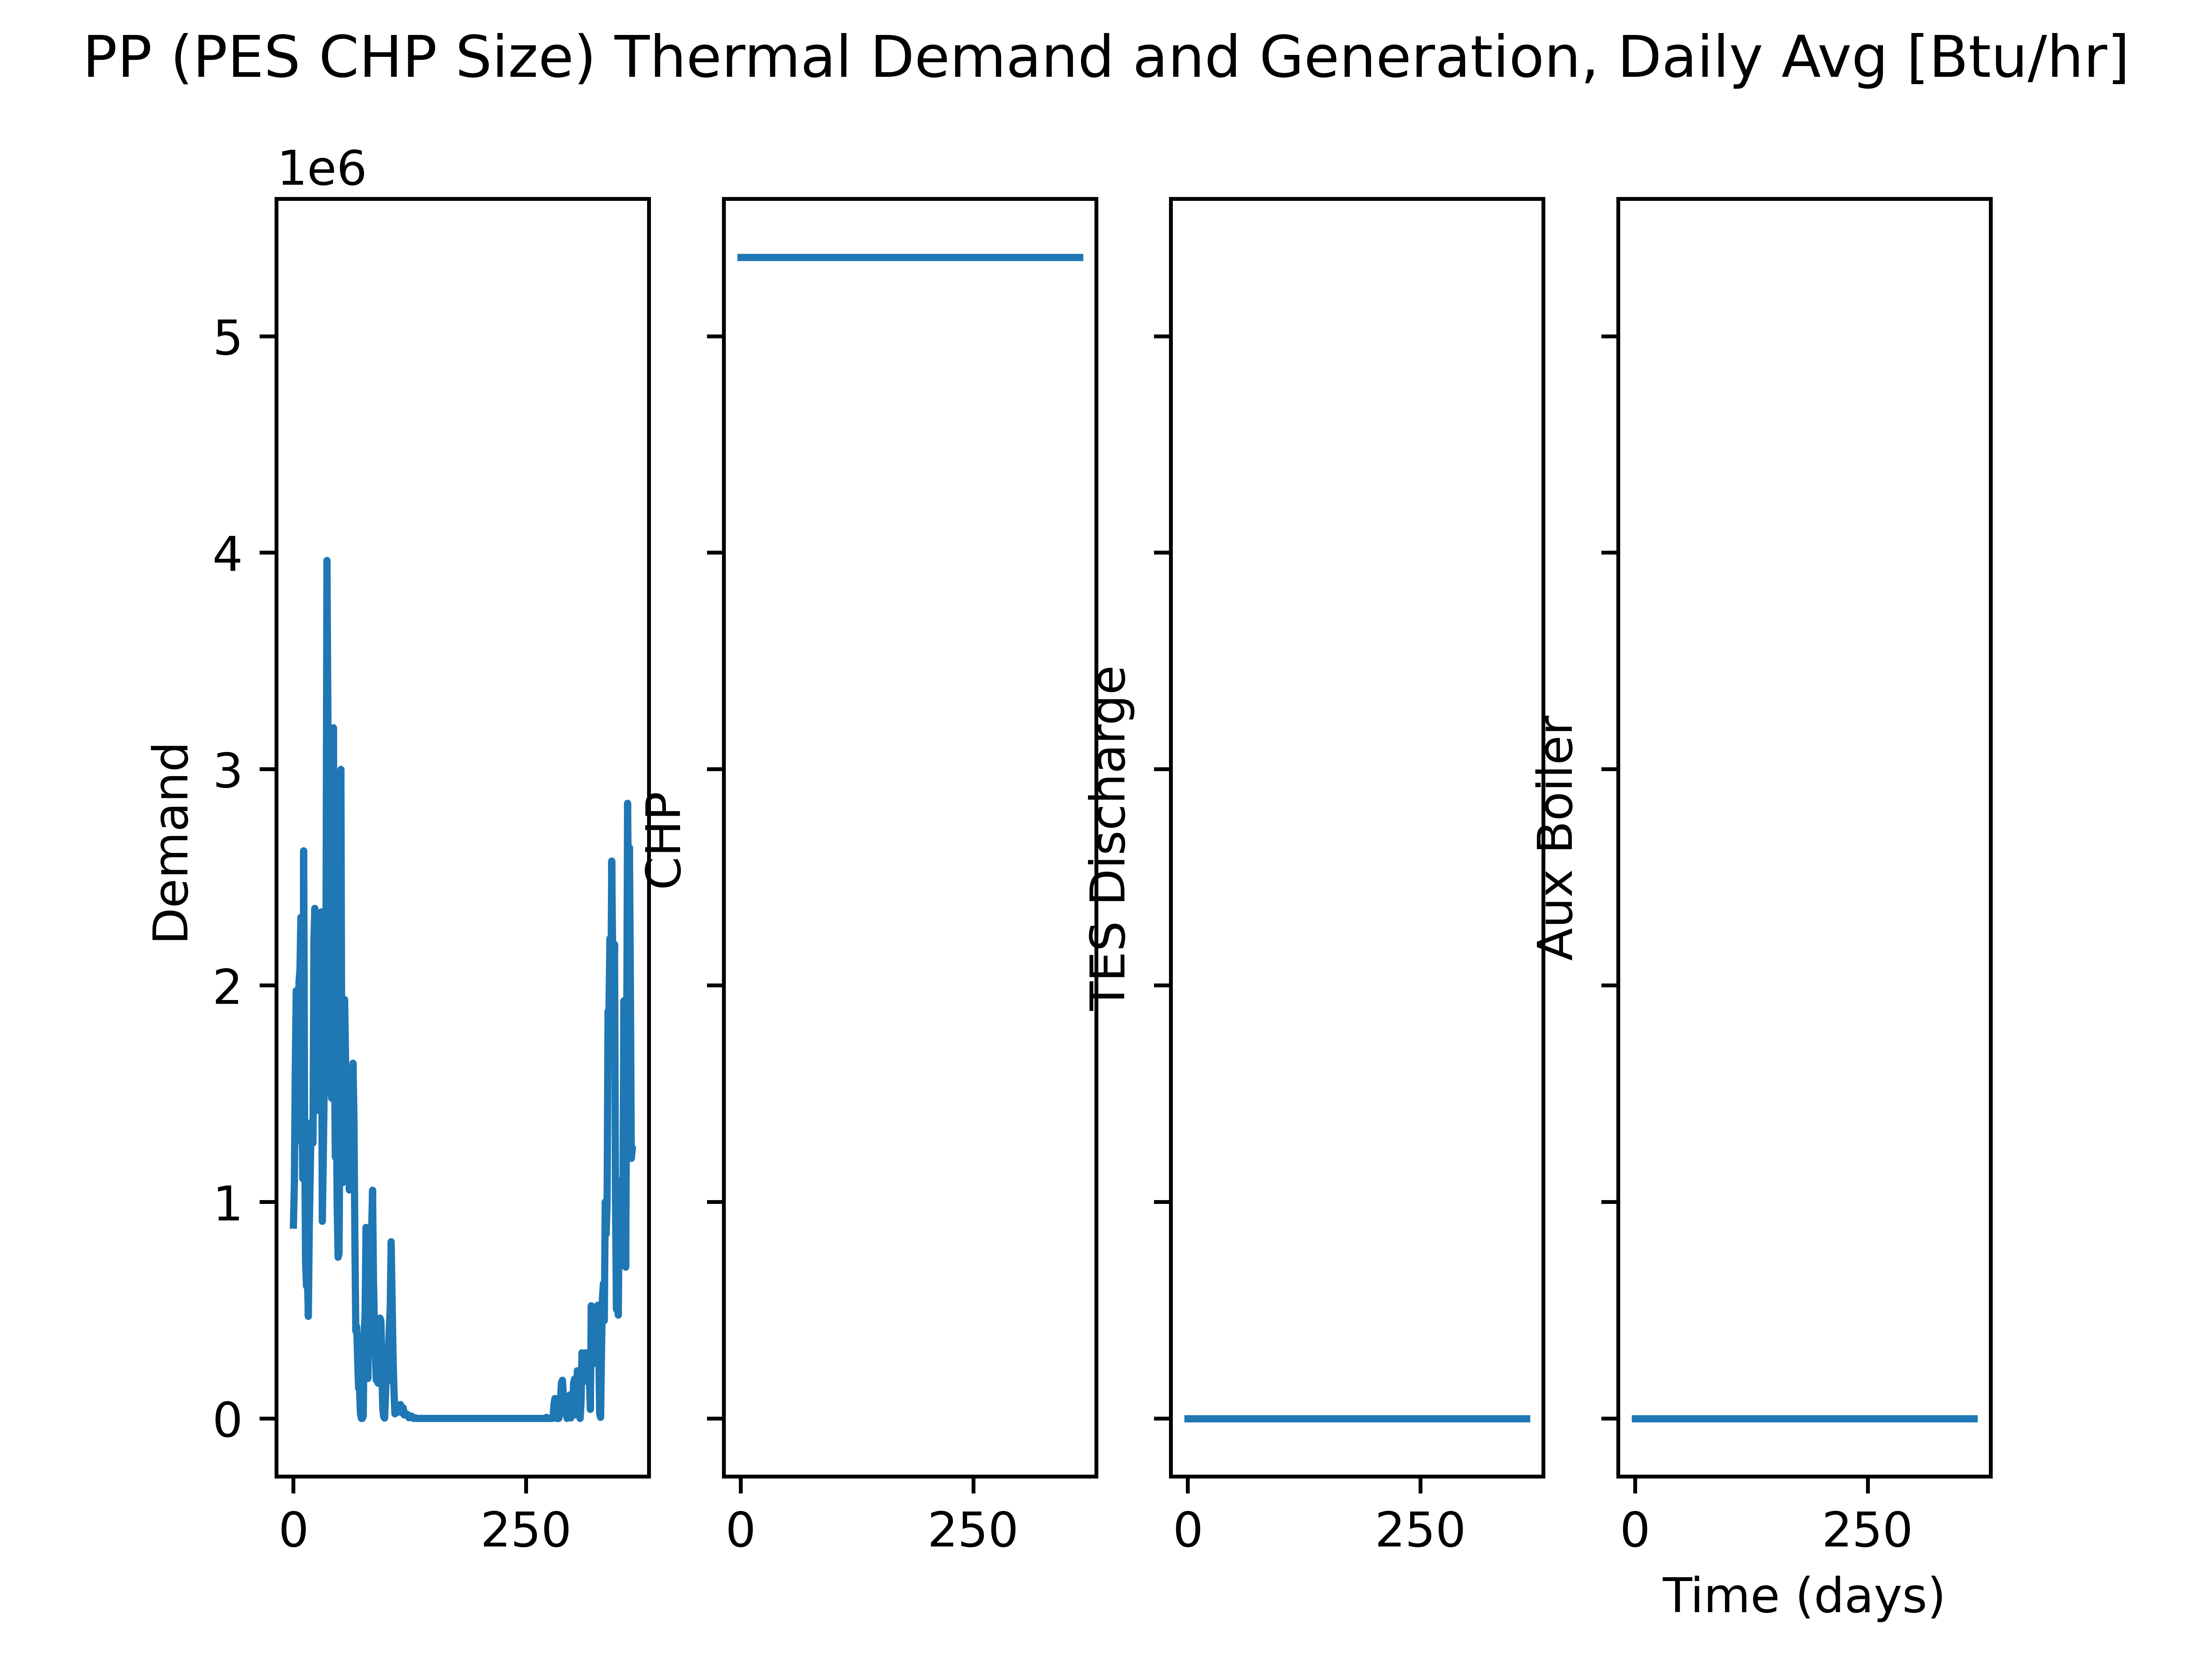 PP (PES CHP Size) Thermal Demand and Generation, Daily Avg [Btu/hr]
1e6
Demand
5
4
3
2
1
0
0
250
CHP
0
250
TES Discharge
0
250
Aux Boiler
0
250
Time (days)